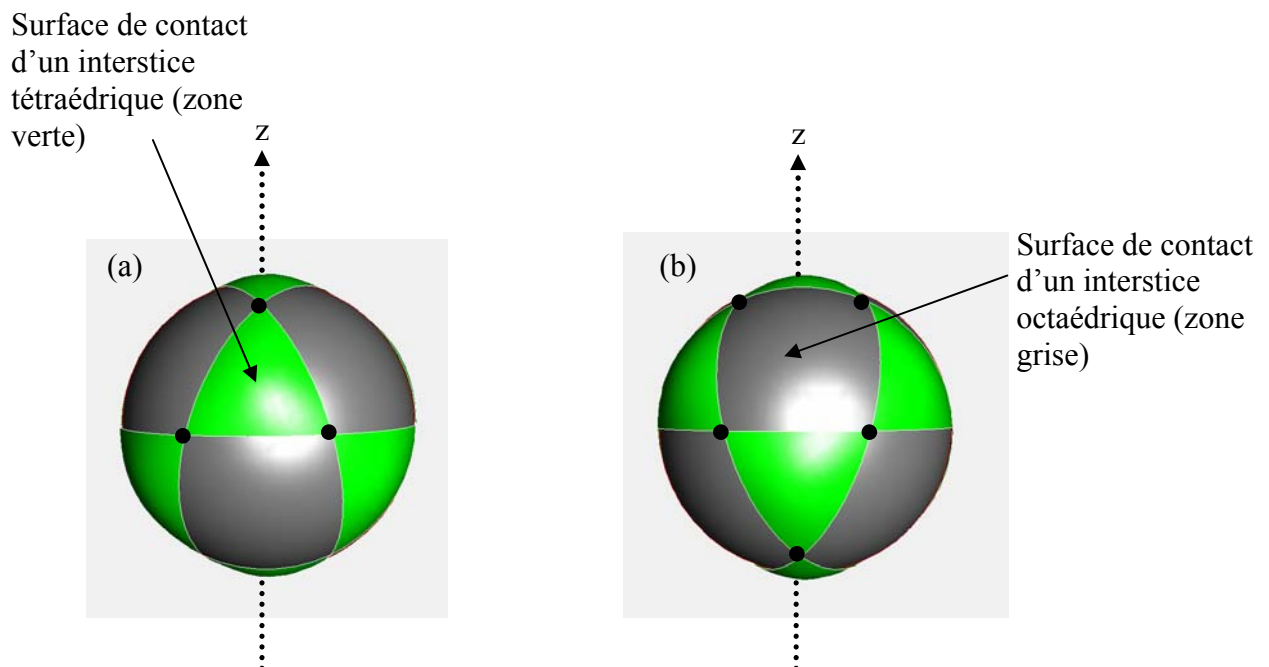 Surface de contact
d’un interstice
tétraédrique (zone
verte)
z
(a)
z
(b)
Surface de contact
d’un interstice
octaédrique (zone
grise)